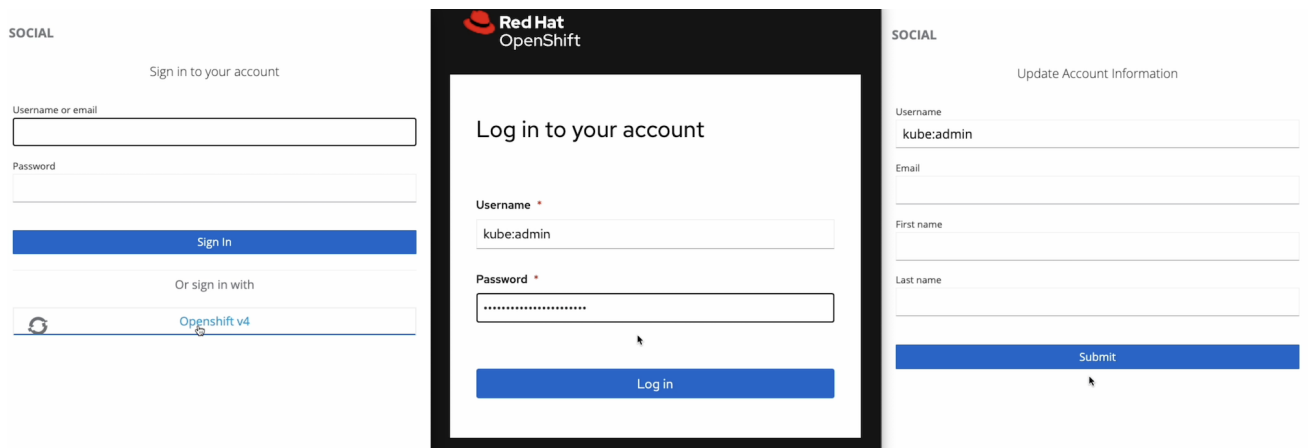 SOCIAL
Sign in to your account
Username or email
Password
Sign In
Or sign in with
Openshift v4
Red Hat
OpenShift
Log in to your account
Username *
kube:admin
Password *
•••••••••••••••••••••••
Log in
SOCIAL
Update Account Information
Username
kube:admin
Email
First name
Last name
Submit